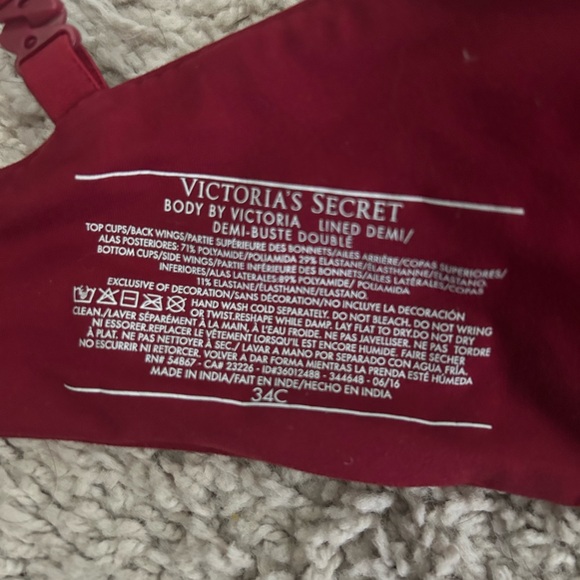 VICTORIA'S SECRET
BODY BY VICTORIA LINED DEMI/
DEMI-BUSTE DOUBLÉ
TOP CUPS/BACK WINGS/PARTIE SUPÉRIEURE DES BONNETS/AILES ARRIÈRE/COPAS SUPERIORES/
ALAS POSTERIORES: 71% POLYAMIDE/POLIAMIDA 29% ELASTANE/ÉLASTHANNE/ELASTANO.
BOTTOM CUPS/SIDE WINGS/PARTIE INFÉRIEURE DES BONNETS/AILES LATÉRALES/COPAS
INFERIORES/ALAS LATERALES:89% POLYAMIDE/POLIAMIDA
11% ELASTANE/ÉLASTHANNE/ELASTANO.
EXCLUSIVE OF DECORATION/SANS DÉCORATION/NO INCLUYE LA DECORACIÓN
HAND WASH COLD SEPARATELY. DO NOT BLEACH. DO NOT WRING
OR TWIST.RESHAPE WHILE DAMP. LAY FLAT TO DRY.DO NOT DRY
CLEAN./LAVER SÉPARÉMENT À LA MAIN, À L'EAU FROIDE. NE PAS JAVELLISER. NE PAS TORDRE
NI ESSORER.REPLACER LE VÊTEMENT LORSQU'IL EST ENCORE HUMIDE. FAIRE SÉCHER
À PLAT. NE PAS NETTOYER À SEC./ LAVAR A MANO POR SEPARADO CON AGUA FRÍA.
NO ESCURRIR NI RETORCER. VOLVER A DAR FORMA MIENTRAS LA PRENDA ESTÉ HÚMEDA
RN# 54867 - CA# 23226 - ID#36012488 - 344648 - 06/16
MADE IN INDIA/FAIT EN INDE/HECHO EN INDIA
34C